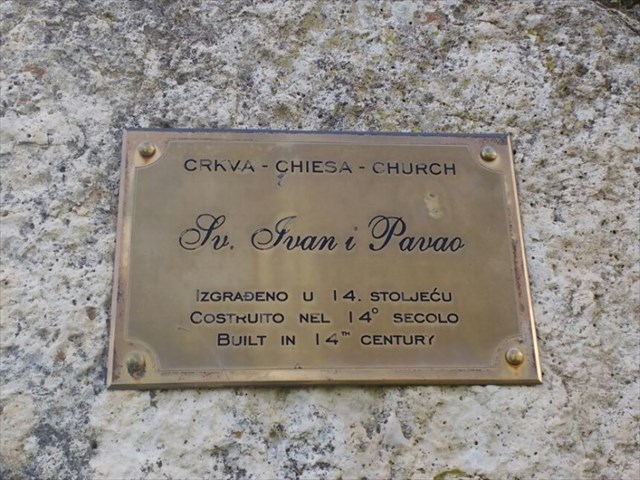 CRKVA - CHIESA - CHURCH
Sv. Ivan i Pavao
IZGRAĐENO U 14. STOLJEĆU
COSTRUITO NEL 14° SECOLO
BUILT IN 14TH CENTURY